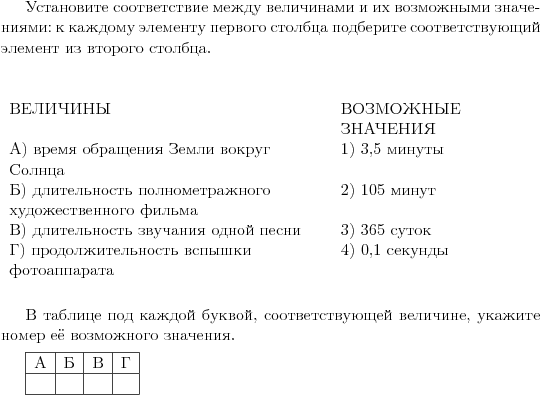 Установите соответствие между величинами и их возможными значе-
ниями: к каждому элементу первого столбца подберите соответствующий
элемент из второго столбца.
ВЕЛИЧИНЫ
ВОЗМОЖНЫЕ
ЗНАЧЕНИЯ
А) время обращения Земли вокруг
Солнца
1) 3,5 минуты
Б) длительность полнометражного
художественного фильма
2) 105 минут
В) длительность звучания одной песни
3) 365 суток
Г) продолжительность вспышки
фотоаппарата
4) 0,1 секунды
В таблице под каждой буквой, соответствующей величине, укажите
номер её возможного значения.
А Б В Г